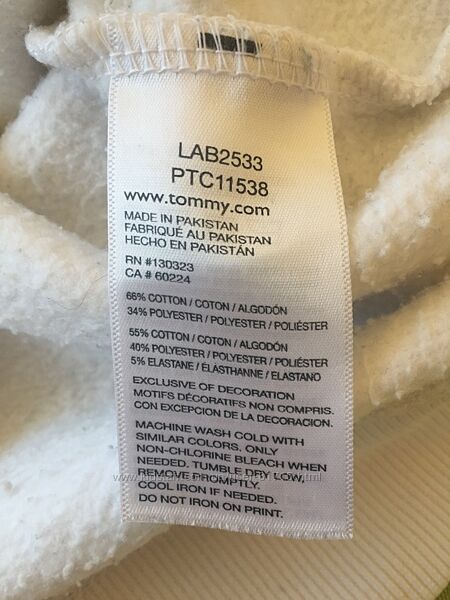 LAB2533
PTC11538
www.tommy.com
MADE IN PAKISTAN
FABRIQUÉ AU PAKISTAN
HECHO EN PAKISTÁN
RN #130323
CA # 60224
66% COTTON / COTON / ALGODÓN
34% POLYESTER / POLYESTER / POLIÉSTER
55% COTTON / COTON / ALGODÓN
40% POLYESTER / POLYESTER / POLIÉSTER
5% ELASTANE / ÉLASTHANNE / ELASTANO
EXCLUSIVE OF DECORATION
MOTIFS DÉCORATIFS NON COMPRIS.
CON EXCEPCION DE LA DECORACION.
MACHINE WASH COLD WITH
SIMILAR COLORS. ONLY
NON-CHLORINE BLEACH WHEN
NEEDED. TUMBLE DRY LOW,
REMOVE PROMPTLY.
COOL IRON IF NEEDED.
DO NOT IRON ON PRINT.